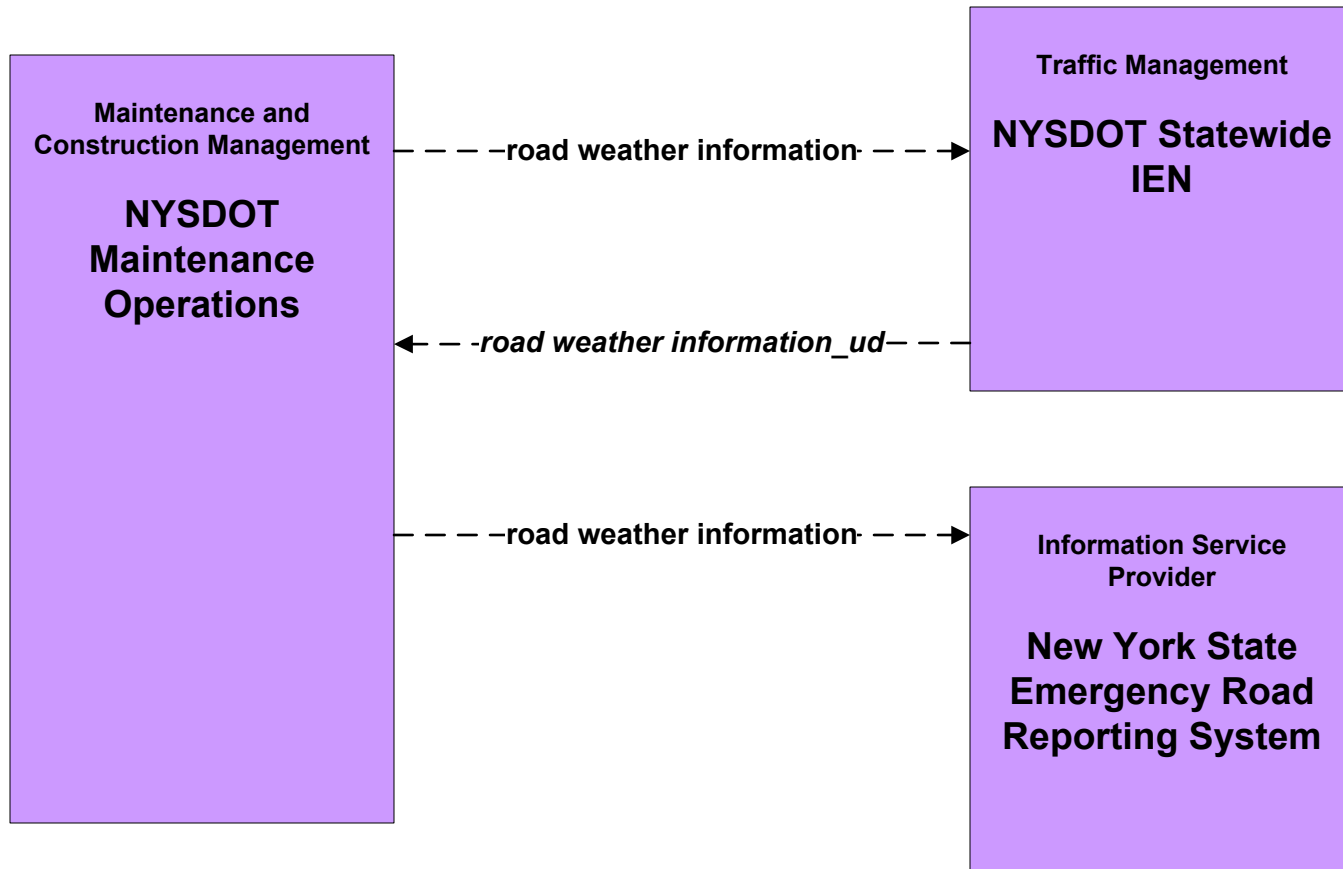 Maintenance and
Construction Management
NYSDOT
Maintenance
Operations
road weather information
road weather information_ud
road weather information
Traffic Management
NYSDOT Statewide
IEN
Information Service
Provider
New York State
Emergency Road
Reporting System